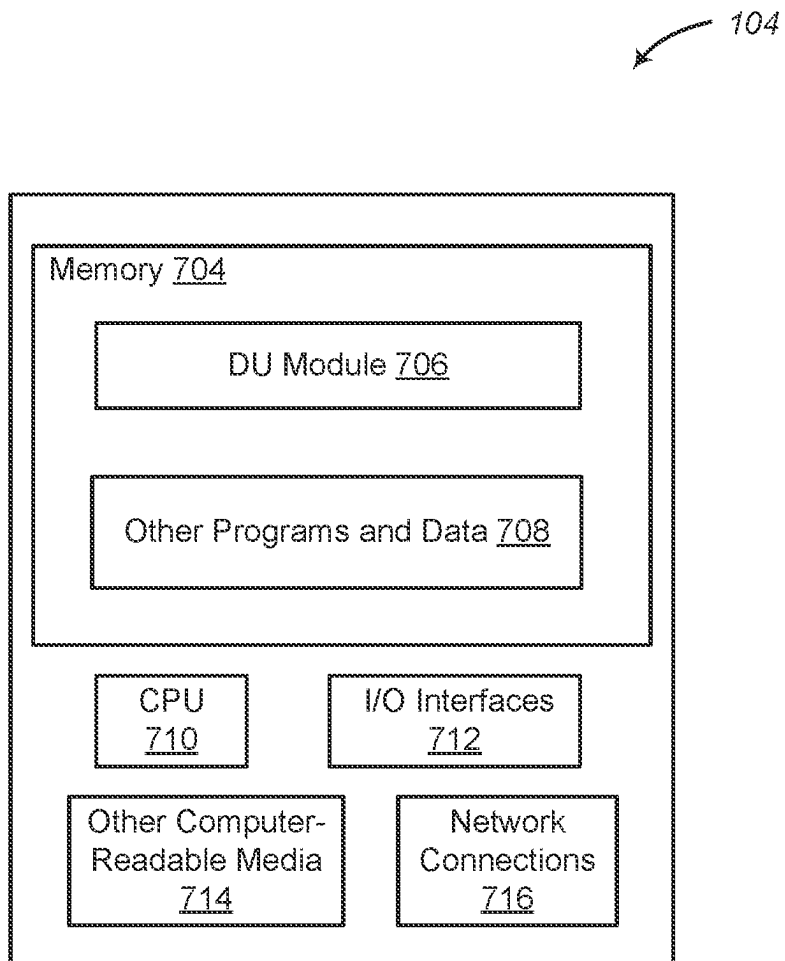 104
Memory 704
DU Module 706
Other Programs and Data 708
CPU
710
I/O Interfaces
712
Other Computer-
Readable Media
714
Network
Connections
716